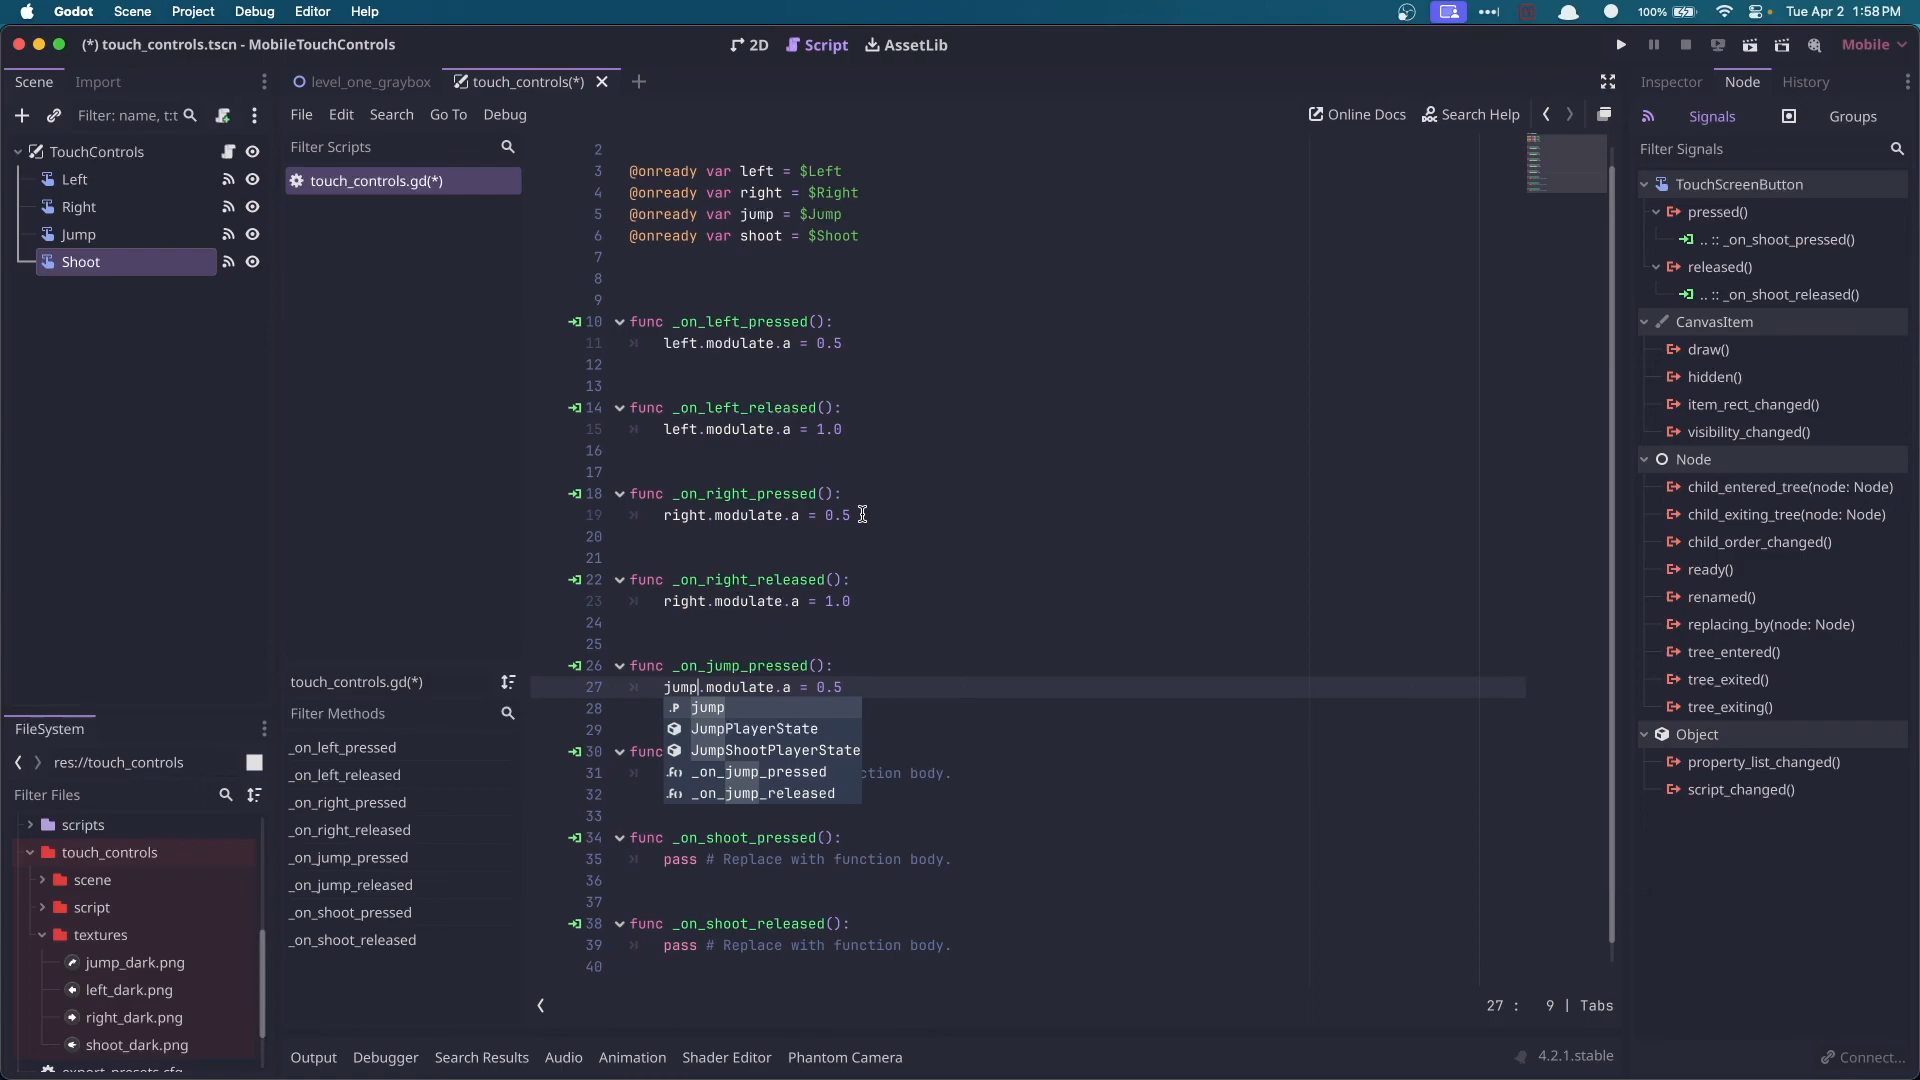 Godot Scene Project Debug Editor Help 100% Tue Apr 2 1:58 PM
(*) touch_controls.tscn - MobileTouchControls 2D Script AssetLib Mobile
Scene Import
Filter: name, t:t
TouchControls
Left
Right
Jump
Shoot
FileSystem
res://touch_controls
Filter Files
scripts
touch_controls
scene
script
textures
jump_dark.png
left_dark.png
right_dark.png
shoot_dark.png
export_presets.cfg
level_one_graybox touch_controls(*)
File Edit Search Go To Debug Online Docs Search Help
Filter Scripts
touch_controls.gd(*)
touch_controls.gd(*)
Filter Methods
_on_left_pressed
_on_left_released
_on_right_pressed
_on_right_released
_on_jump_pressed
_on_jump_released
_on_shoot_pressed
_on_shoot_released
2
3 @onready var left = $Left
4 @onready var right = $Right
5 @onready var jump = $Jump
6 @onready var shoot = $Shoot
7
8
9
10 func _on_left_pressed():
11 left.modulate.a = 0.5
12
13
14 func _on_left_released():
15 left.modulate.a = 1.0
16
17
18 func _on_right_pressed():
19 right.modulate.a = 0.5
20
21
22 func _on_right_released():
23 right.modulate.a = 1.0
24
25
26 func _on_jump_pressed():
27 jump.modulate.a = 0.5
28 jump
29 JumpPlayerState
30 func JumpShootPlayerState
31 _on_jump_pressed ction body.
32 _on_jump_released
33
34 func _on_shoot_pressed():
35 pass # Replace with function body.
36
37
38 func _on_shoot_released():
39 pass # Replace with function body.
40
27 : 9 | Tabs
Output Debugger Search Results Audio Animation Shader Editor Phantom Camera 4.2.1.stable
Inspector Node History
Signals Groups
Filter Signals
TouchScreenButton
pressed()
.. :: _on_shoot_pressed()
released()
.. :: _on_shoot_released()
CanvasItem
draw()
hidden()
item_rect_changed()
visibility_changed()
Node
child_entered_tree(node: Node)
child_exiting_tree(node: Node)
child_order_changed()
ready()
renamed()
replacing_by(node: Node)
tree_entered()
tree_exited()
tree_exiting()
Object
property_list_changed()
script_changed()
Connect...